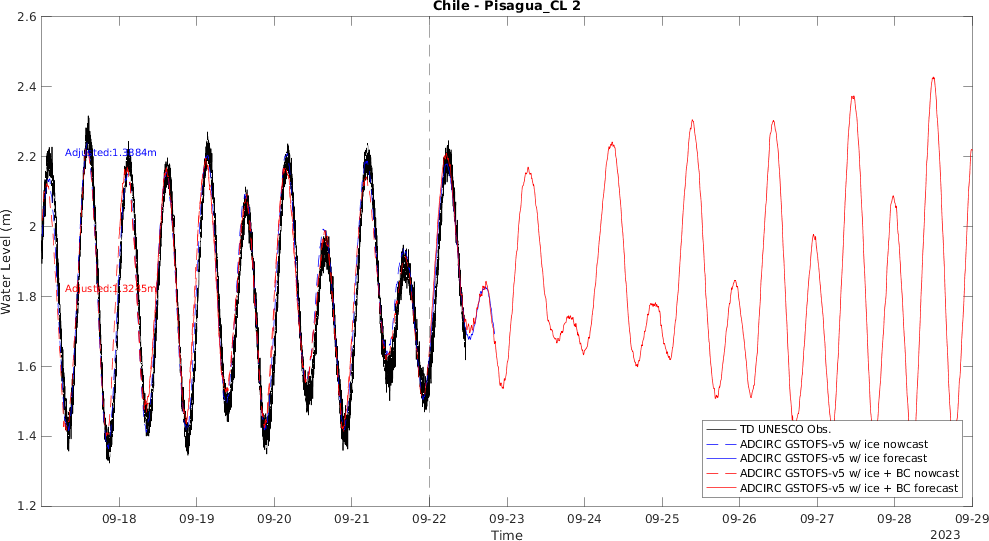 Chile - Pisagua_CL 2
Water Level (m)
2.6
2.4
2.2
2
1.8
1.6
1.4
1.2
Adjusted:1.3384m
Adjusted:1.3245m
TD UNESCO Obs.
ADCIRC GSTOFS-v5 w/ ice nowcast
ADCIRC GSTOFS-v5 w/ ice forecast
ADCIRC GSTOFS-v5 w/ ice + BC nowcast
ADCIRC GSTOFS-v5 w/ ice + BC forecast
09-18 09-19 09-20 09-21 09-22 09-23 09-24 09-25 09-26 09-27 09-28 09-29
Time
2023